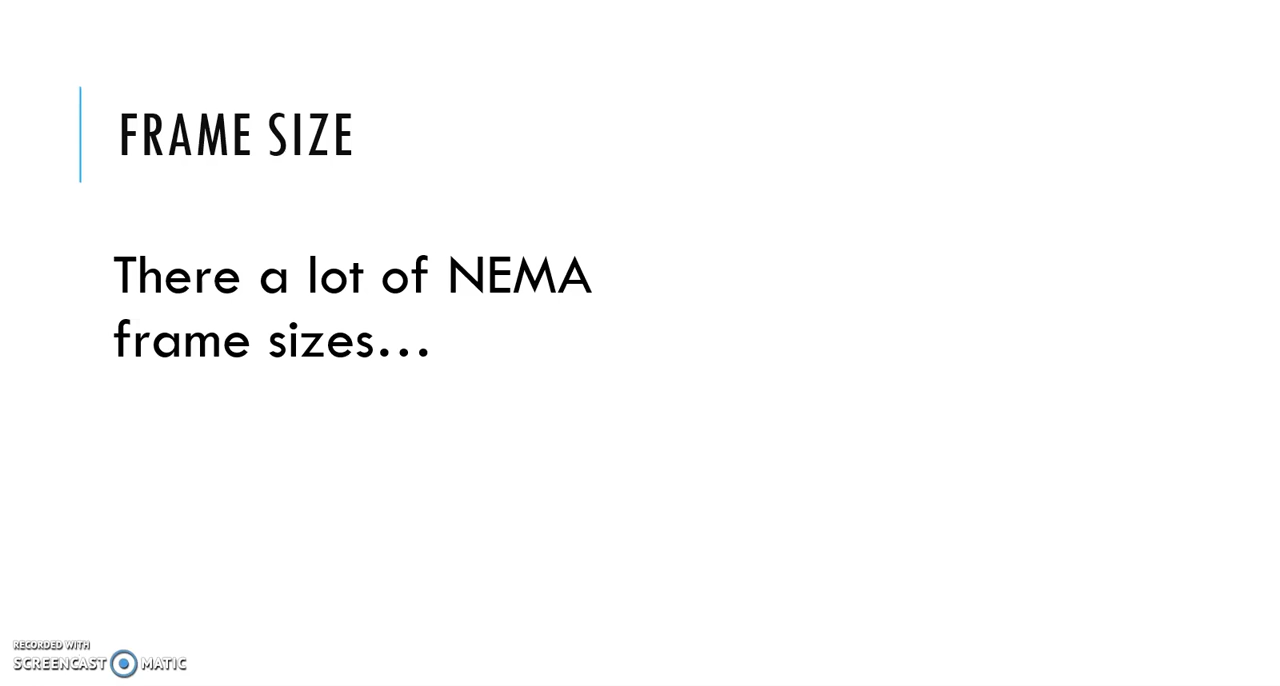 FRAME SIZE
There a lot of NEMA
frame sizes...
RECORDED WITH
SCREENCAST MATIC